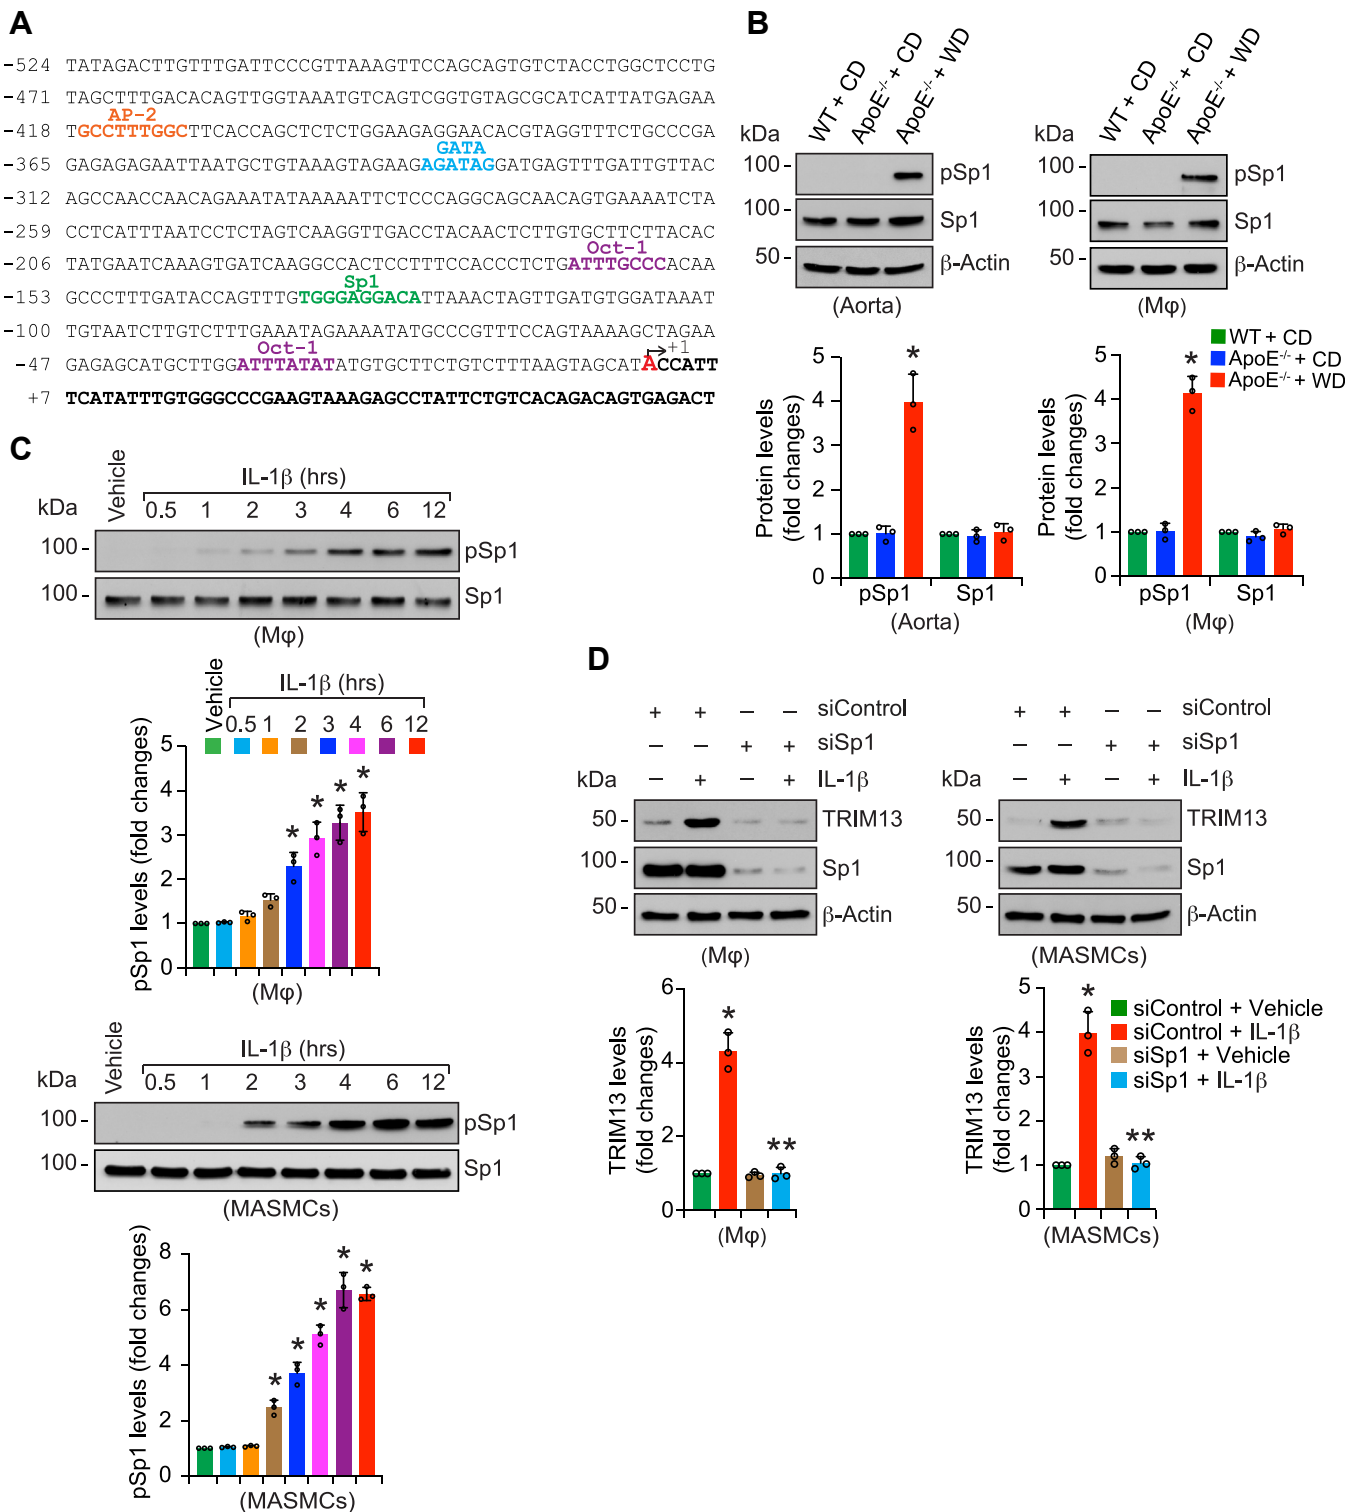 A
-524 TATAGACTTGTTTGATTCCCGTTAAAGTTCCAGCAGTGTCTACCTGGCTCCTG
-471 TAGCTTTGACACAGTTGGTAAATGTCAGTCGGTGTAGCGCATCATTATGAGAA
AP-2
-418 TGCCTTTGGCTTCACCAGCTCTCTGGAAGAGGAACACGTAGGTTTCTGCCCGA
GATA
-365 GAGAGAGAATTAATGCTGTAAAGTAGAAGAGATAGGATGAGTTTGATTGTTAC
-312 AGCCAACCAACAGAAATATAAAAATTCTCCCAGGCAGCAACAGTGAAAATCTA
-259 CCTCATTTAATCCTCTAGTCAAGGTTGACCTACAACTCTTGTGCTTCTTACAC
Oct-1
-206 TATGAATCAAAGTGATCAAGGCCACTCCTTTCCACCCTCTGATTTGCCCACAA
Sp1
-153 GCCCTTTGATACCAGTTTGTGGGAGGACATTAAACTAGTTGATGTGGATAAAT
-100 TGTAATCTTGTCTTTGAAATAGAAAATATGCCCGTTTCCAGTAAAAGCTAGAA
Oct-1 +1
-47 GAGAGCATGCTTGGATTTATATATGTGCTTCTGTCTTTAAGTAGCATACCATT
+7 TCATATTTGTGGGCCCGAAGTAAAGAGCCTATTCTGTCACAGACAGTGAGACT
B
WT + CD
ApoE-/- + CD
ApoE-/- + WD
kDa
100
pSp1
100
Sp1
50
β-Actin
(Aorta)
WT + CD
ApoE-/- + CD
ApoE-/- + WD
kDa
100
pSp1
100
Sp1
50
β-Actin
(Mφ)
Protein levels
(fold changes)
5
4
3
2
1
0
*
pSp1 Sp1
(Aorta)
WT + CD
ApoE-/- + CD
ApoE-/- + WD
Protein levels
(fold changes)
5
4
3
2
1
0
*
pSp1 Sp1
(Mφ)
C
Vehicle
IL-1β (hrs)
kDa
0.5 1 2 3 4 6 12
100
pSp1
100
Sp1
(Mφ)
Vehicle
IL-1β (hrs)
0.5 1 2 3 4 6 12
pSp1 levels (fold changes)
5
4
3
2
1
0
* * * *
(Mφ)
Vehicle
IL-1β (hrs)
kDa
0.5 1 2 3 4 6 12
100
pSp1
100
Sp1
(MASMCs)
pSp1 levels (fold changes)
8
6
4
2
0
* * * * *
(MASMCs)
D
+ + – – siControl
– – + + siSp1
kDa – + – + IL-1β
50
TRIM13
100
Sp1
50
β-Actin
(Mφ)
+ + – – siControl
– – + + siSp1
kDa – + – + IL-1β
50
TRIM13
100
Sp1
50
β-Actin
(MASMCs)
TRIM13 levels
(fold changes)
6
4
2
0
*
**
(Mφ)
TRIM13 levels
(fold changes)
5
4
3
2
1
0
*
**
(MASMCs)
siControl + Vehicle
siControl + IL-1β
siSp1 + Vehicle
siSp1 + IL-1β